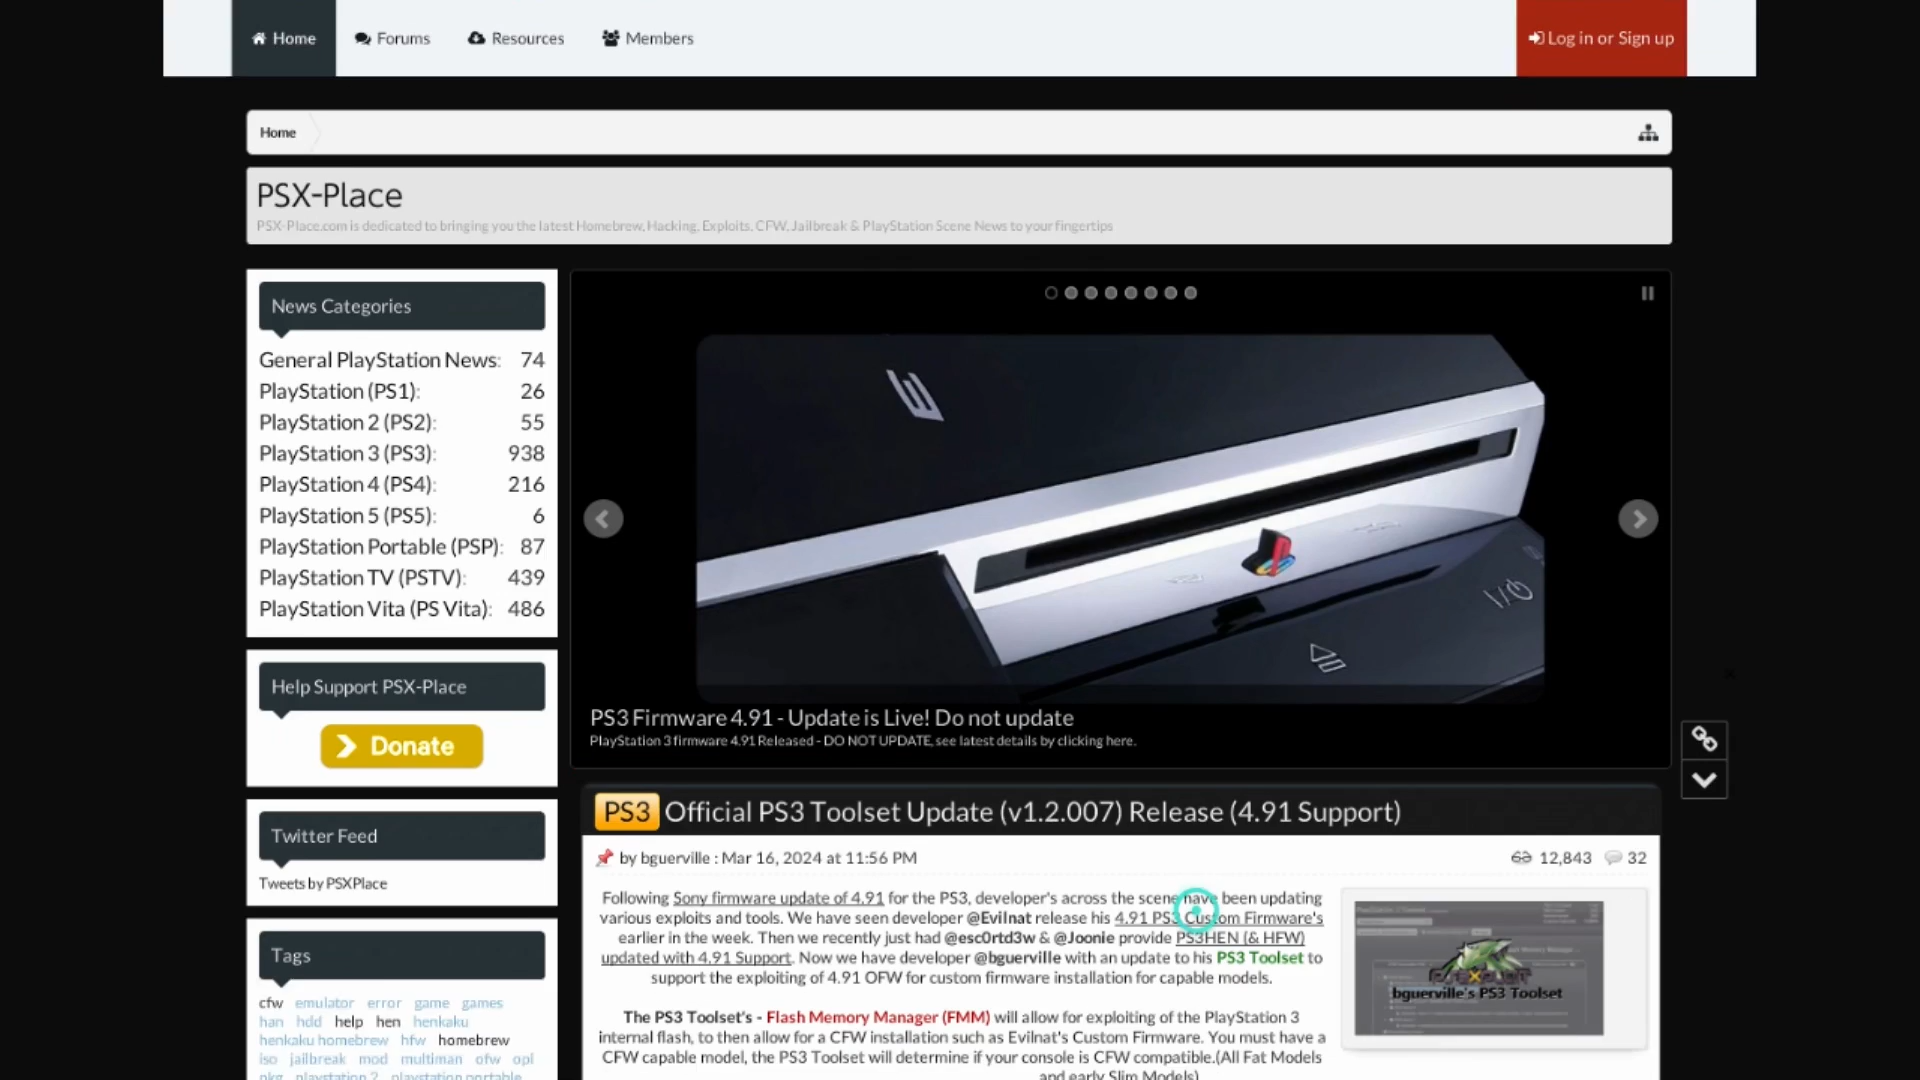 Home
Forums
Resources
Members
Log in or Sign up
Home
PSX-Place
PSX-Place.com is dedicated to bringing you the latest Homebrew, Hacking, Exploits, CFW, Jailbreak & PlayStation Scene News to your fingertips
News Categories
General PlayStation News: 74
PlayStation (PS1): 26
PlayStation 2 (PS2): 55
PlayStation 3 (PS3): 938
PlayStation 4 (PS4): 216
PlayStation 5 (PS5): 6
PlayStation Portable (PSP): 87
PlayStation TV (PSTV): 439
PlayStation Vita (PS Vita): 486
Help Support PSX-Place
Donate
Twitter Feed
Tweets by PSXPlace
Tags
cfw emulator error game games
han hdd help hen henkaku
henkaku homebrew hfw homebrew
iso jailbreak mod multiman ofw opl
pkg playstation 2 playstation portable
PS3 Firmware 4.91 - Update is Live! Do not update
PlayStation 3 firmware 4.91 Released - DO NOT UPDATE, see latest details by clicking here.
PS3 Official PS3 Toolset Update (v1.2.007) Release (4.91 Support)
by bguerville : Mar 16, 2024 at 11:56 PM
12,843 32
Following Sony firmware update of 4.91 for the PS3, developer's across the scene have been updating
various exploits and tools. We have seen developer @Evilnat release his 4.91 PS3 Custom Firmware's
earlier in the week. Then we recently just had @esc0rtd3w & @Joonie provide PS3HEN (& HFW)
updated with 4.91 Support. Now we have developer @bguerville with an update to his PS3 Toolset to
support the exploiting of 4.91 OFW for custom firmware installation for capable models.
The PS3 Toolset's - Flash Memory Manager (FMM) will allow for exploiting of the PlayStation 3
internal flash, to then allow for a CFW installation such as Evilnat's Custom Firmware. You must have a
CFW capable model, the PS3 Toolset will determine if your console is CFW compatible.(All Fat Models
and early Slim Models)
PSXPLOIT
bguerville's PS3 Toolset